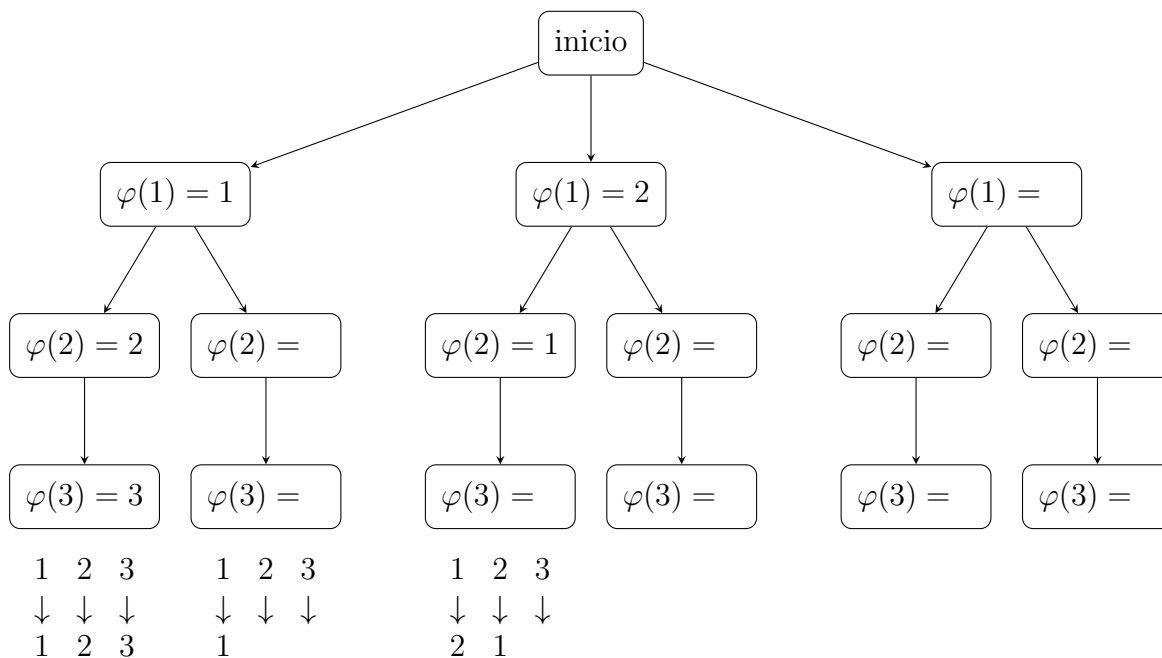 inicio
φ(1) = 1 φ(1) = 2 φ(1) =
φ(2) = 2 φ(2) = φ(2) = 1 φ(2) = φ(2) = φ(2) =
φ(3) = 3 φ(3) = φ(3) = φ(3) = φ(3) = φ(3) =
1 2 3 1 2 3 1 2 3
↓ ↓ ↓ ↓ ↓ ↓ ↓ ↓ ↓
1 2 3 1 2 1